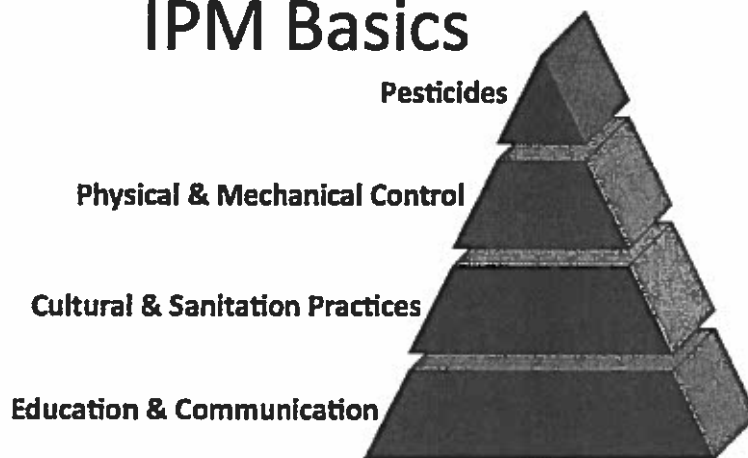 IPM Basics
Pesticides
Physical & Mechanical Control
Cultural & Sanitation Practices
Education & Communication